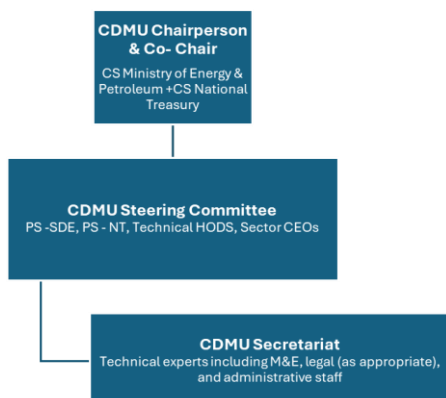 CDMU Chairperson
& Co- Chair
CS Ministry of Energy &
Petroleum +CS National
Treasury
CDMU Steering Committee
PS -SDE, PS - NT, Technical HODS, Sector CEOs
CDMU Secretariat
Technical experts including M&E, legal (as appropriate),
and administrative staff